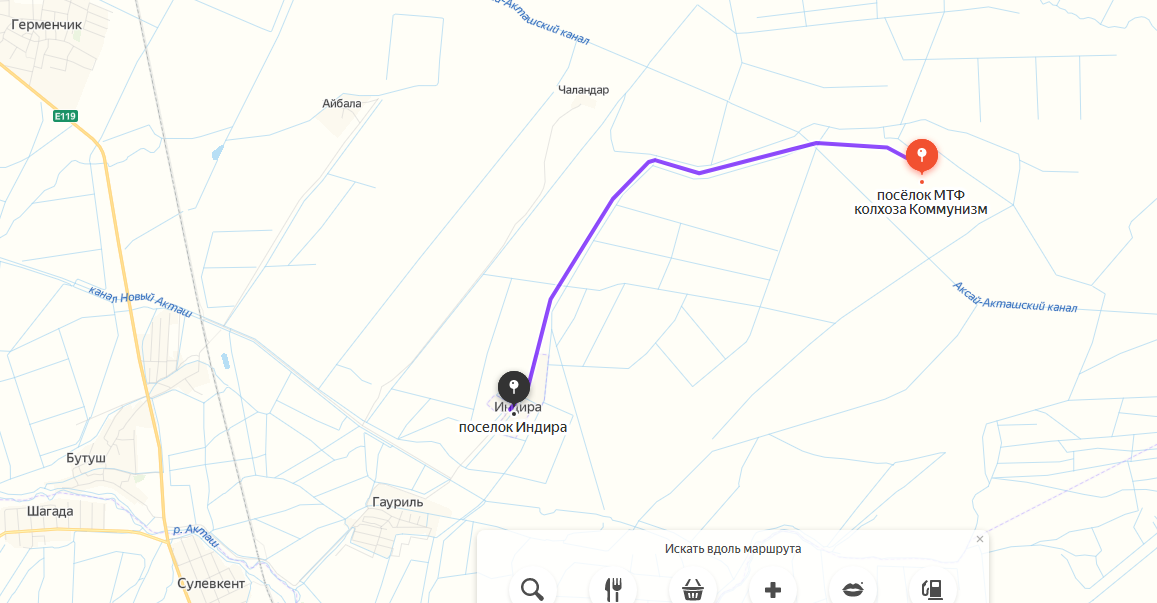 Герменчик
й-Акташский канал
E119
Айбала
Чаландар
посёлок МТФ
колхоза Коммунизм
канал Новый Акташ
Аксай-Акташский канал
Индира
поселок Индира
Бутуш
Шагада
Гауриль
р. Акташ
Сулевкент
Искать вдоль маршрута